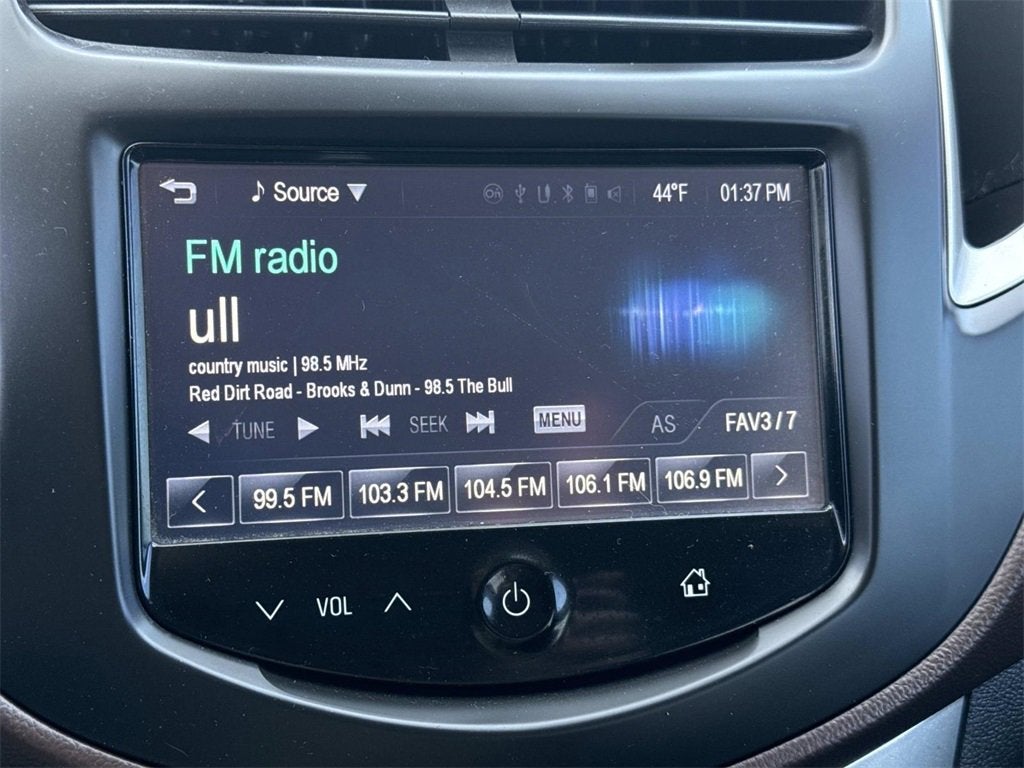 Source 44°F 01:37 PM
FM radio
ull
country music | 98.5 MHz
Red Dirt Road - Brooks & Dunn - 98.5 The Bull
TUNE SEEK MENU AS FAV3 / 7
99.5 FM 103.3 FM 104.5 FM 106.1 FM 106.9 FM
VOL